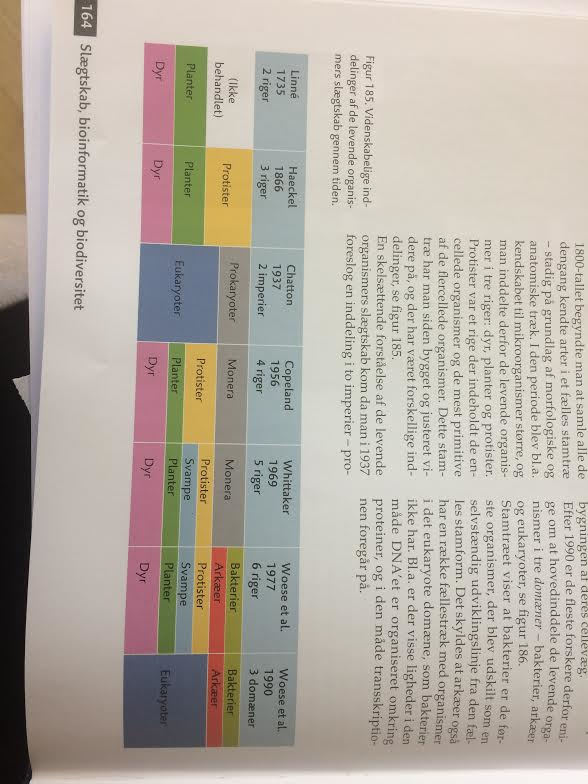 1800-tallet begyndte man at samle alle de
dengang kendte arter i et fælles stamtræ
– stadig på grundlag af morfologiske og
anatomiske træk. I den periode blev bl.a.
kendskabet til mikroorganismer større, og
man inddelte derfor de levende organis-
mer i tre riger: dyr, planter og protister.
Protister var et rige der indeholdt de en-
cellede organismer og de mest primitive
af de flercellede organismer. Dette stam-
træ har man siden bygget og justeret vi-
dere på, og der har været forskellige ind-
delinger, se figur 185.
En skelsættende forståelse af de levende
organismers slægtskab kom da man i 1937
foreslog en inddeling i to imperier – pro-
bygningen af deres cellevæg.
Efter 1990 er de fleste forskere derfor eni-
ge om at hovedinddele de levende orga-
nismer i tre domæner – bakterier, arkæer
og eukaryoter, se figur 186.
Stamtræet viser at bakterier er de før-
ste organismer, der blev udskilt som en
selvstændig udviklingslinje fra den fæl-
les stamform. Det skyldes at arkæer også
har en række fællestræk med organismer
i det eukaryote domæne, som bakterier
ikke har. Bl.a. er der visse ligheder i den
måde DNA'et er organiseret omkring
proteiner, og i den måde transskriptio-
nen foregår på.
Figur 185. Videnskabelige ind-
delinger af de levende organis-
mers slægtskab gennem tiden.
Linné
1735
2 riger
(Ikke
behandlet)
Planter
Dyr
Haeckel
1866
3 riger
Protister
Planter
Dyr
Chatton
1937
2 imperier
Prokaryoter
Eukaryoter
Copeland
1956
4 riger
Monera
Protister
Planter
Dyr
Whittaker
1969
5 riger
Monera
Protister
Svampe
Planter
Dyr
Woese et al.
1977
6 riger
Bakterier
Arkæer
Protister
Svampe
Planter
Dyr
Woese et al.
1990
3 domæner
Bakterier
Arkæer
Eukaryoter
164 Slægtskab, bioinformatik og biodiversitet